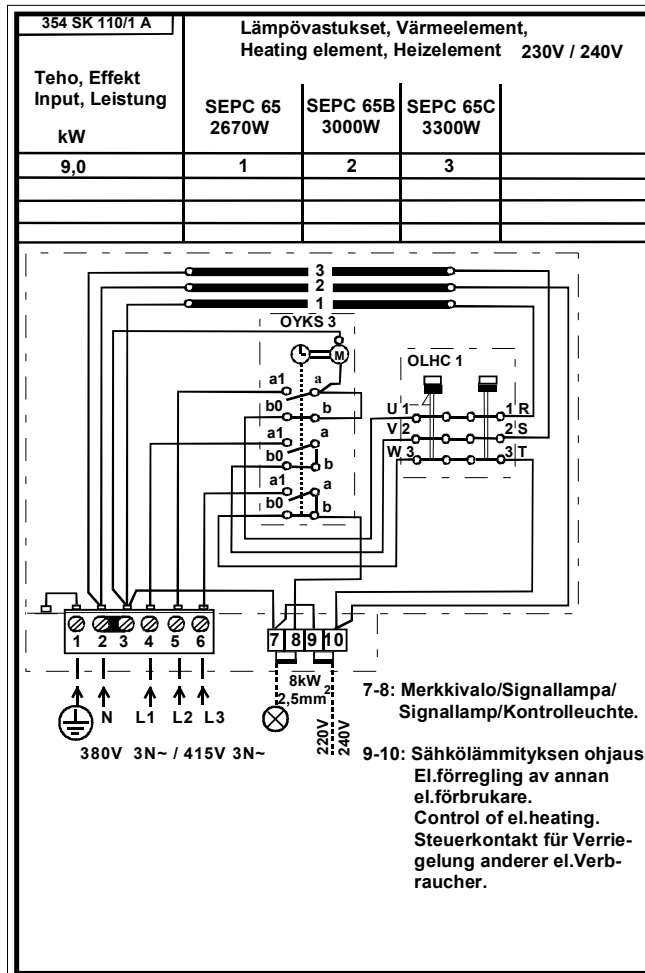 354 SK 110/1 A
Lämpövastukset, Värmeelement,
Heating element, Heizelement 230V / 240V
Teho, Effekt
Input, Leistung
kW
SEPC 65
2670W
SEPC 65B
3000W
SEPC 65C
3300W
9,0 1 2 3
3
2
1
OYKS 3
M
OLHC 1
a1 a
b0 b
a1 a
b0 b
a1 a
b0 b
U 1 1 R
V 2 2 S
W 3 3 T
1 2 3 4 5 6
7 8 9 10
N L1 L2 L3
380V 3N~ / 415V 3N~
8kW
2,5mm²
220V
240V
7-8: Merkkivalo/Signallampa/
Signallamp/Kontrolleuchte.
9-10: Sähkölämmityksen ohjaus.
El.förregling av annan
el.förbrukare.
Control of el.heating.
Steuerkontakt für Verrie-
gelung anderer el.Verb-
raucher.